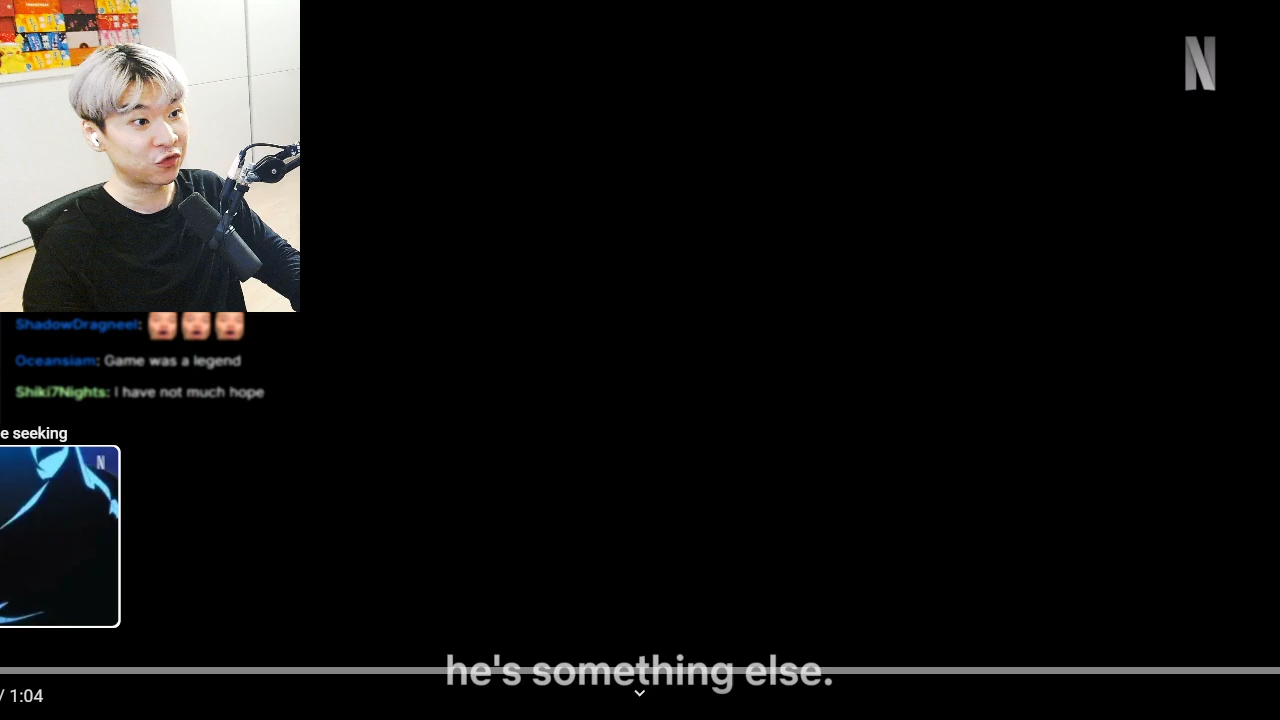 N
ShadowDragneel:
Oceansiam: Game was a legend
Shiki7Nights: I have not much hope
e seeking
N
he's something else.
/ 1:04